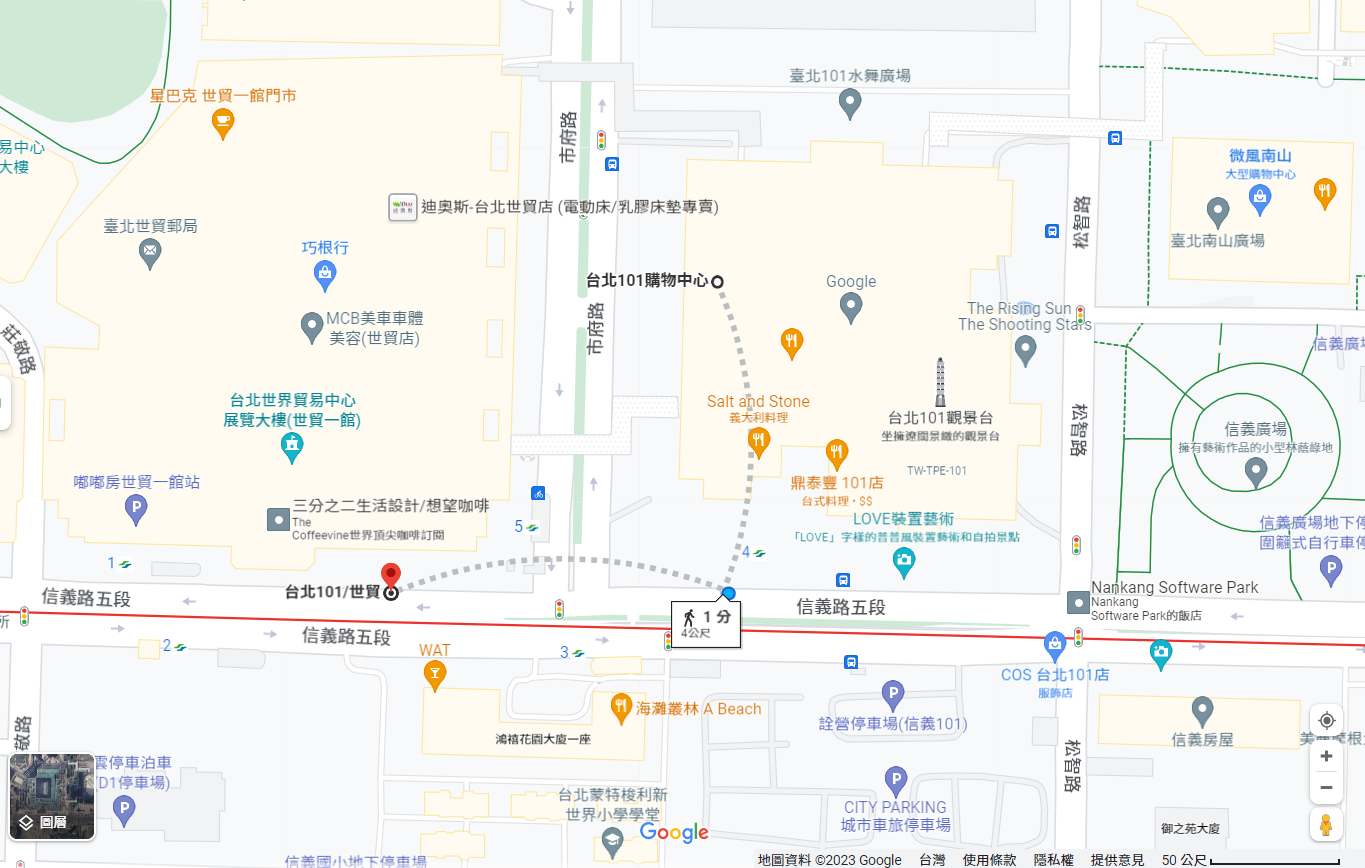 臺北101水舞廣場
星巴克 世貿一館門市
市府路
易中心
大樓
微風南山
大型購物中心
臺北南山廣場
迪奧斯-台北世貿店 (電動床/乳膠床墊專賣)
松智路
臺北世貿郵局
巧根行
台北101購物中心
Google
MCB美車車體
美容(世貿店)
市府路
The Rising Sun
The Shooting Stars
莊敬路
信義廣場
台北世界貿易中心
展覽大樓(世貿一館)
Salt and Stone
義大利料理
台北101觀景台
坐擁遼闊景緻的觀景台
松智路
信義廣場
擁有藝術作品的小型林蔭綠地
TW-TPE-101
嘟嘟房世貿一館站
P
鼎泰豐 101店
台式料理・$$
三分之二生活設計/想望咖啡
The
Coffeevine世界頂尖咖啡訂閱
5
LOVE裝置藝術
「LOVE」字樣的普普風裝置藝術和自拍景點
信義廣場地下停
圍籬式自行車停
P
4
1
台北101/世貿
信義路五段
信義路五段
Nankang Software Park
Nankang
Software Park的飯店
1 分
4公尺
所
信義路五段
2
3
WAT
COS 台北101店
服飾店
海灘叢林 A Beach
P
詮營停車場(信義101)
鴻禧花園大廈一座
信義房屋
敬路
松智路
雲停車泊車
(D1停車場)
P
圖層
P
CITY PARKING
城市車旅停車場
台北蒙特梭利新
世界小學學堂
Google
御之苑大廈
信義國小地下停車場
地圖資料 ©2023 Google 台灣 使用條款 隱私權 提供意見 50 公尺